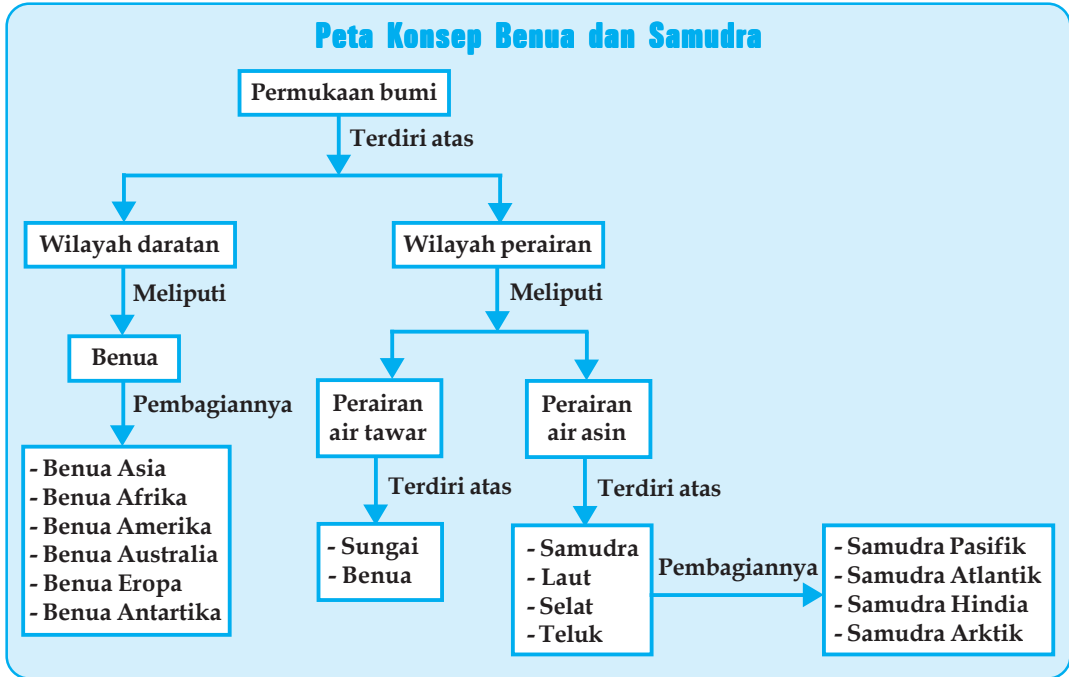 Peta Konsep Benua dan Samudra
Permukaan bumi
Terdiri atas
Wilayah daratan
Wilayah perairan
Meliputi
Meliputi
Benua
Pembagiannya
- Benua Asia
- Benua Afrika
- Benua Amerika
- Benua Australia
- Benua Eropa
- Benua Antartika
Perairan
air tawar
Terdiri atas
- Sungai
- Benua
Perairan
air asin
Terdiri atas
- Samudra
- Laut
- Selat
- Teluk
Pembagiannya
- Samudra Pasifik
- Samudra Atlantik
- Samudra Hindia
- Samudra Arktik